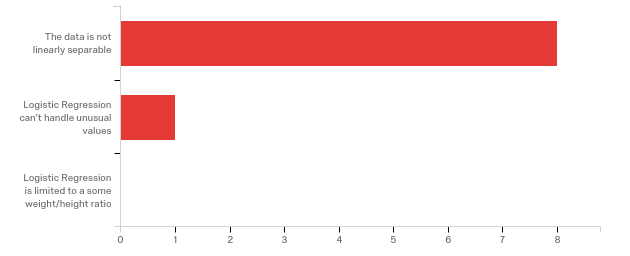 The data is not
linearly separable
Logistic Regression
can't handle unusual
values
Logistic Regression
is limited to a some
weight/height ratio
0 1 2 3 4 5 6 7 8